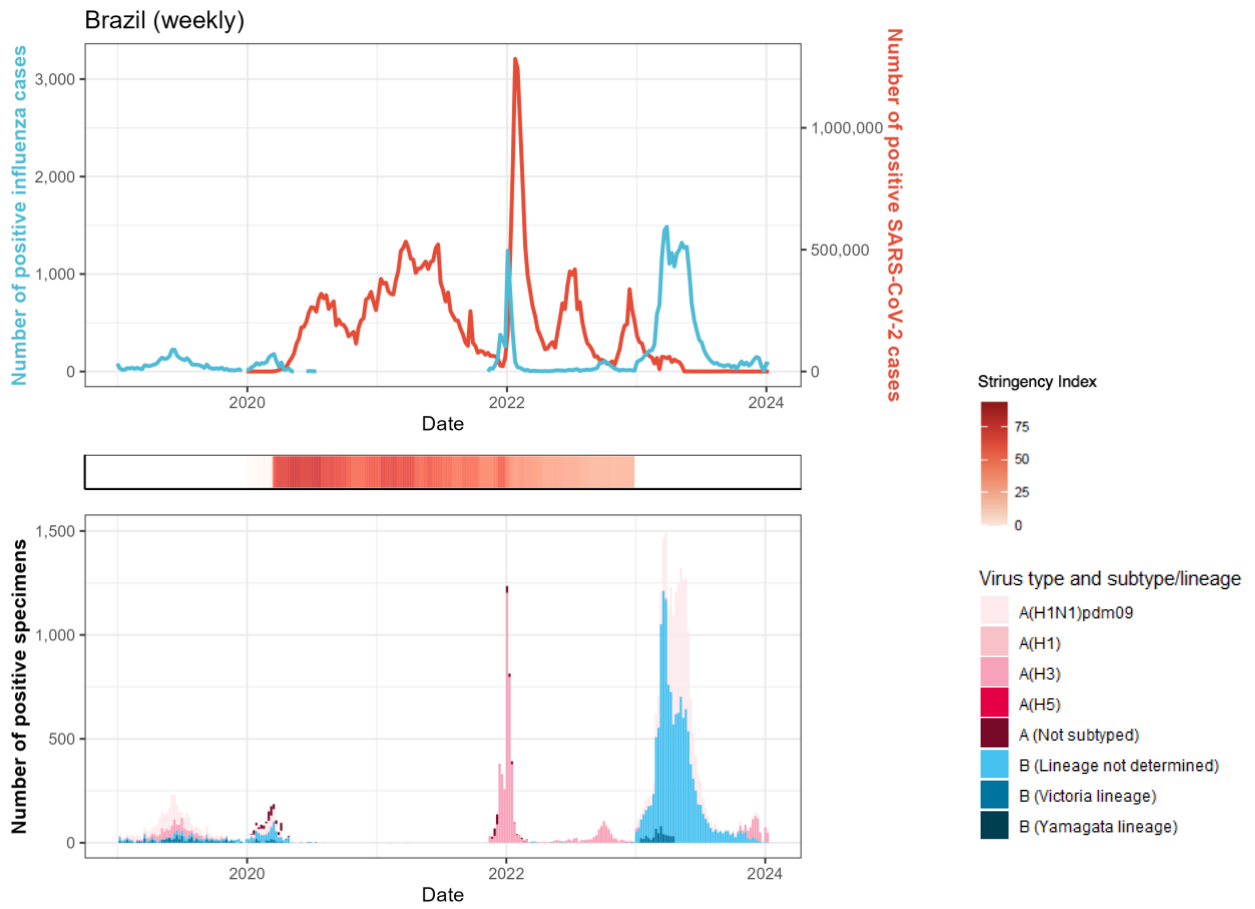 Brazil (weekly)
Number of positive influenza cases
3,000
2,000
1,000
0
1,000,000
500,000
0
Number of positive SARS-CoV-2 cases
2020
2022
2024
Date
Stringency Index
75
50
25
0
Number of positive specimens
1,500
1,000
500
0
2020
2022
2024
Date
Virus type and subtype/lineage
A(H1N1)pdm09
A(H1)
A(H3)
A(H5)
A (Not subtyped)
B (Lineage not determined)
B (Victoria lineage)
B (Yamagata lineage)